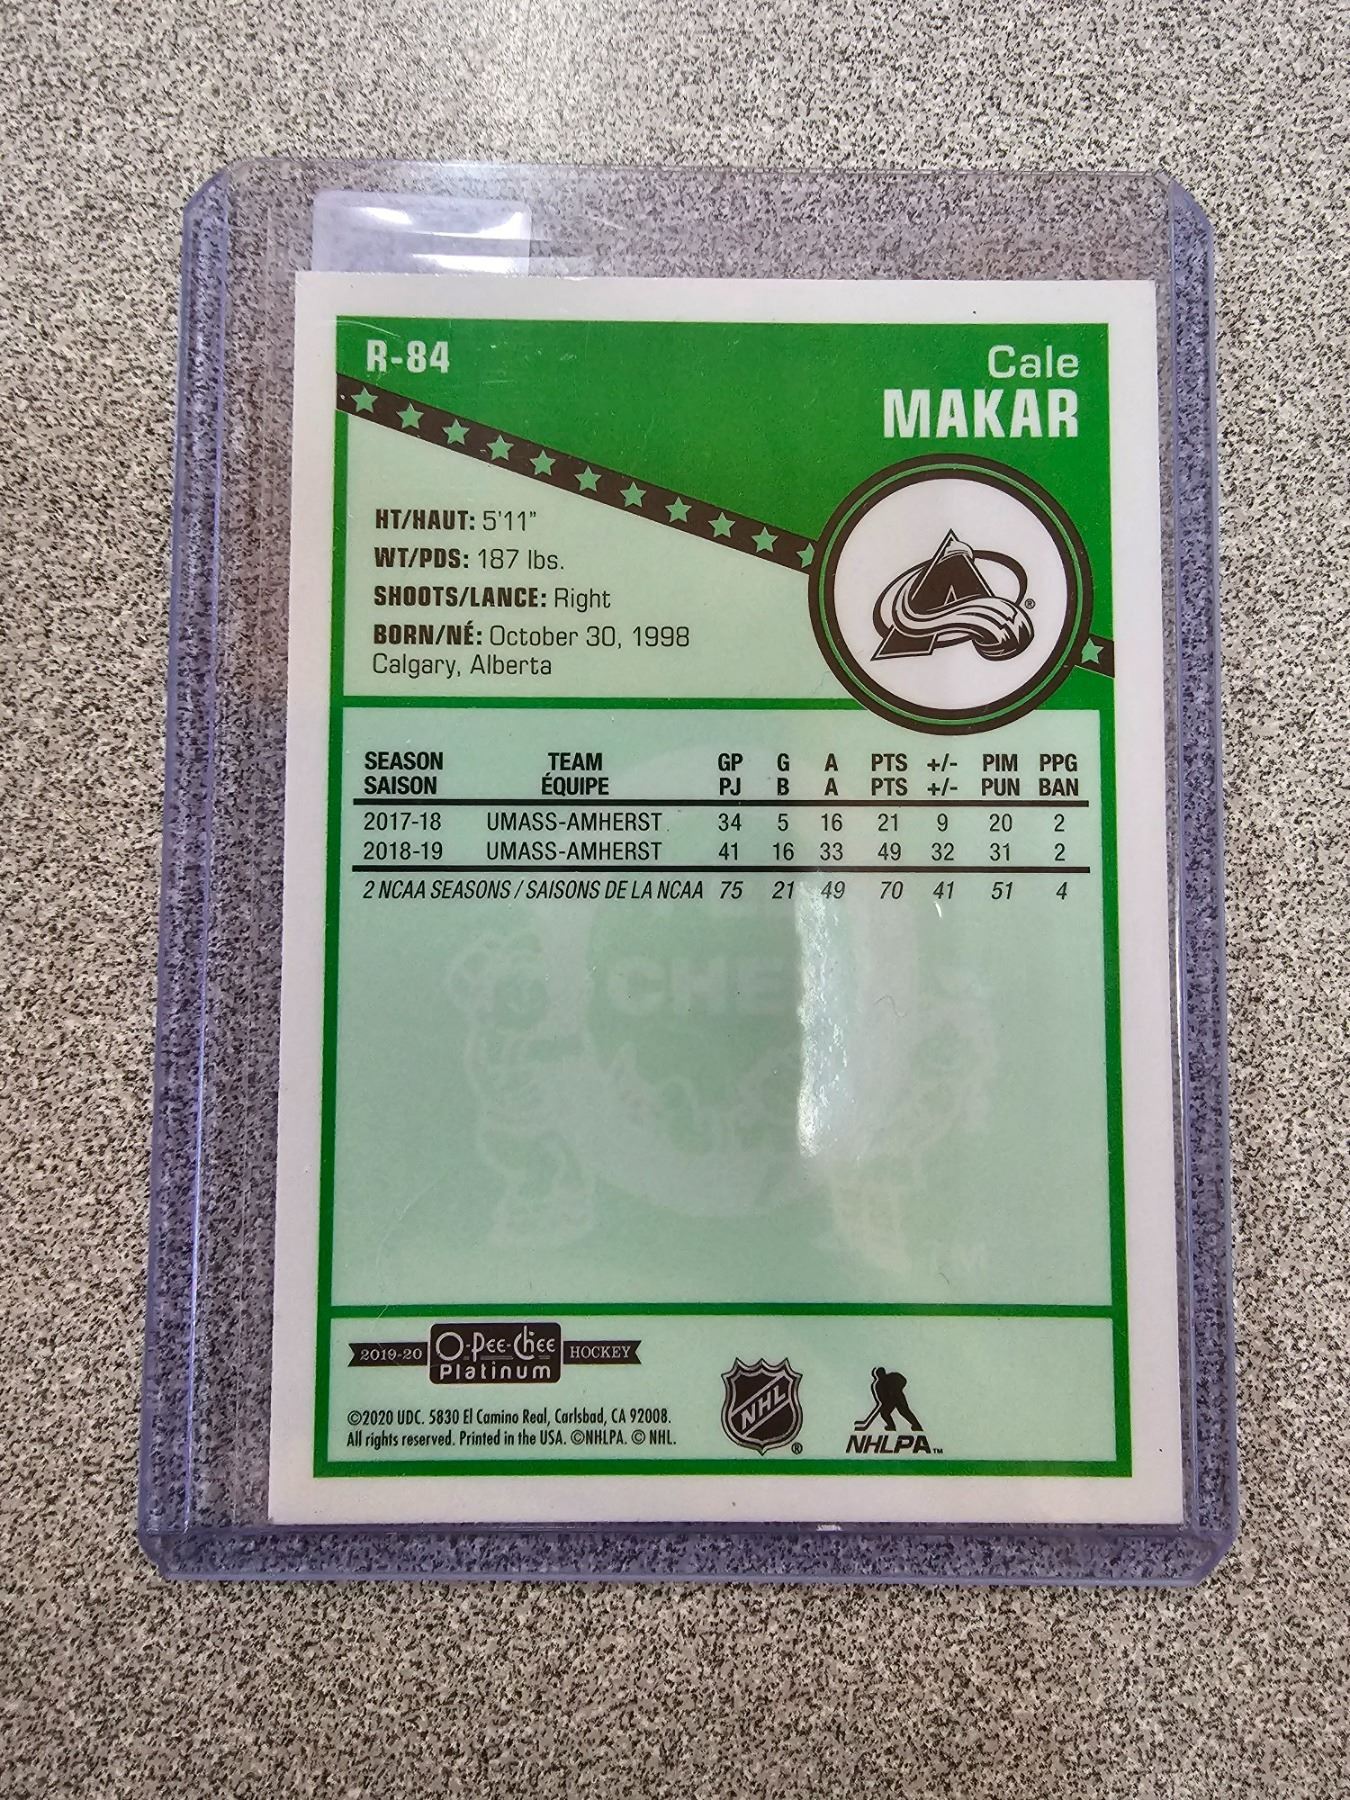 R-84
Cale
MAKAR
HT/HAUT: 5'11"
WT/PDS: 187 lbs.
SHOOTS/LANCE: Right
BORN/NÉ: October 30, 1998
Calgary, Alberta
A
®
SEASON TEAM GP G A PTS +/- PIM PPG
SAISON ÉQUIPE PJ B A PTS +/- PUN BAN
2017-18 UMASS-AMHERST 34 5 16 21 9 20 2
2018-19 UMASS-AMHERST 41 16 33 49 32 31 2
2 NCAA SEASONS / SAISONS DE LA NCAA 75 21 49 70 41 51 4
CHE
TM
2019-20 O-Pee-Chee HOCKEY
Platinum
©2020 UDC. 5830 El Camino Real, Carlsbad, CA 92008.
All rights reserved. Printed in the USA. ©NHLPA. © NHL.
NHL ®
NHLPA™